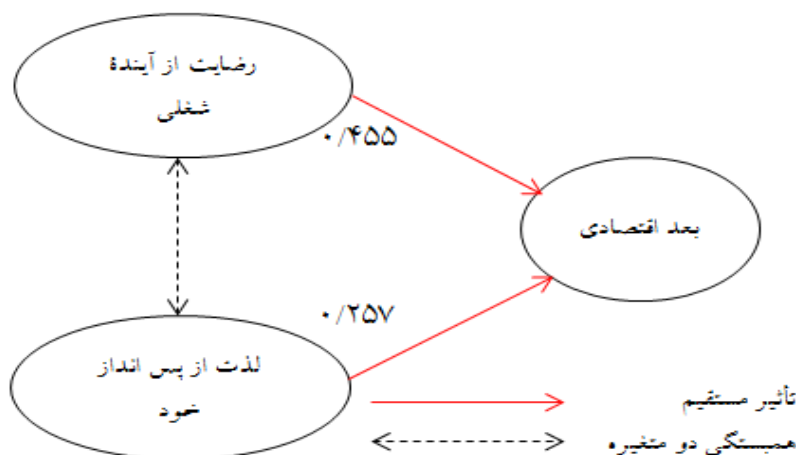 رضایت از آیندۀ
شغلی
۰/۴۵۵
بعد اقتصادی
۰/۲۵۷
لذت از پس انداز
خود
تأثیر مستقیم
همبستگی دو متغیره